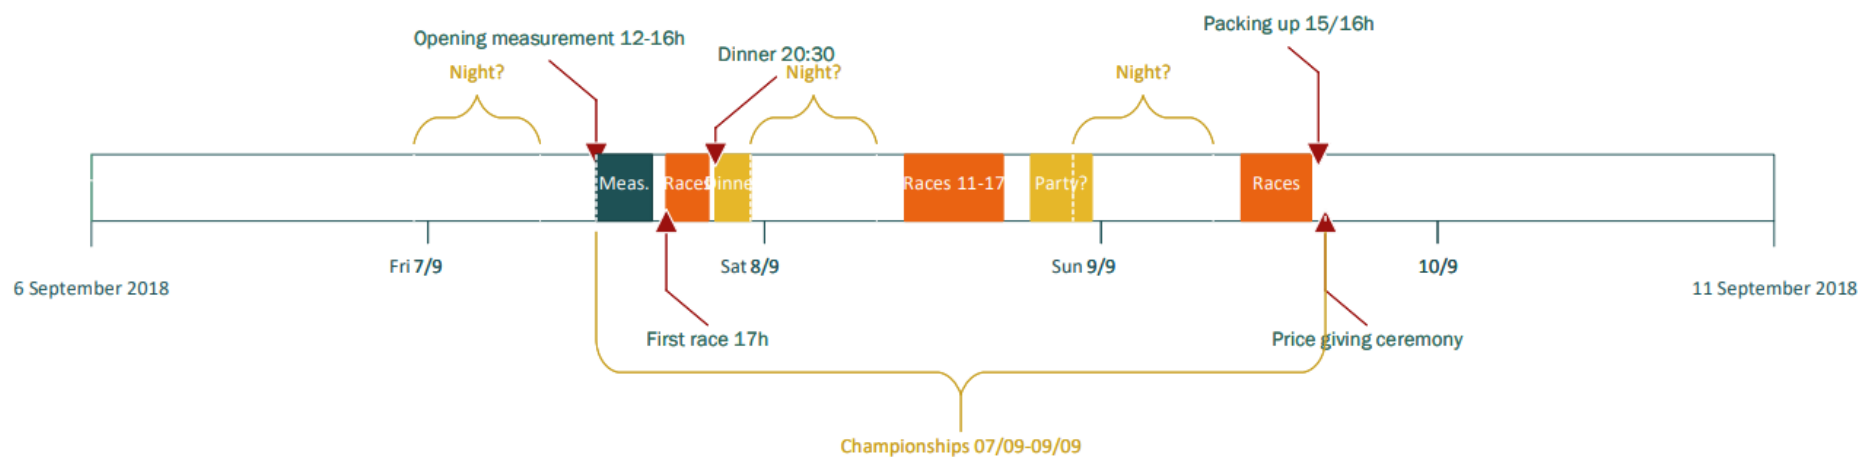 Packing up 15/16h
Opening measurement 12-16h
Dinner 20:30
Night?
Night?
Night?
Meas.
Races
Dinne
Races 11-17
Party?
Races
Fri 7/9
Sat 8/9
Sun 9/9
10/9
6 September 2018
11 September 2018
First race 17h
Price giving ceremony
Championships 07/09-09/09